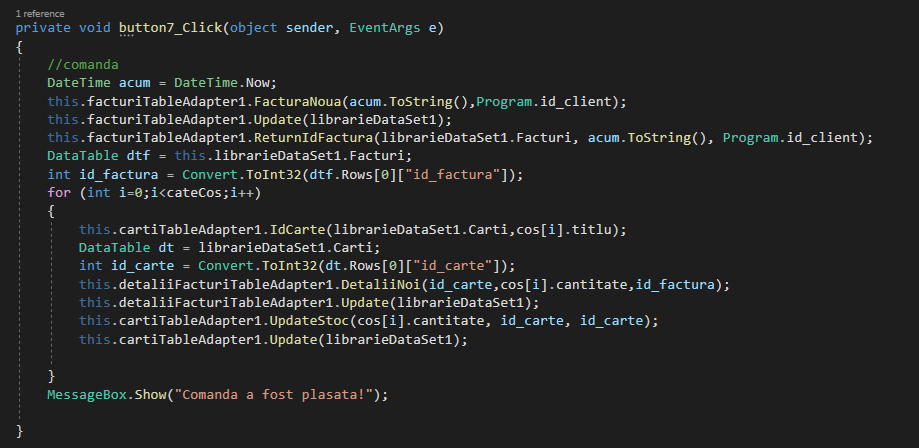 1 reference
private void button7_Click(object sender, EventArgs e)
{
//comanda
DateTime acum = DateTime.Now;
this.facturiTableAdapter1.FacturaNoua(acum.ToString(),Program.id_client);
this.facturiTableAdapter1.Update(librarieDataSet1);
this.facturiTableAdapter1.ReturnIdFactura(librarieDataSet1.Facturi, acum.ToString(), Program.id_client);
DataTable dtf = this.librarieDataSet1.Facturi;
int id_factura = Convert.ToInt32(dtf.Rows[0]["id_factura"]);
for (int i=0;i<cateCos;i++)
{
this.cartiTableAdapter1.IdCarte(librarieDataSet1.Carti,cos[i].titlu);
DataTable dt = librarieDataSet1.Carti;
int id_carte = Convert.ToInt32(dt.Rows[0]["id_carte"]);
this.detaliiFacturiTableAdapter1.DetaliiNoi(id_carte,cos[i].cantitate,id_factura);
this.detaliiFacturiTableAdapter1.Update(librarieDataSet1);
this.cartiTableAdapter1.UpdateStoc(cos[i].cantitate, id_carte, id_carte);
this.cartiTableAdapter1.Update(librarieDataSet1);
}
MessageBox.Show("Comanda a fost plasata!");
}